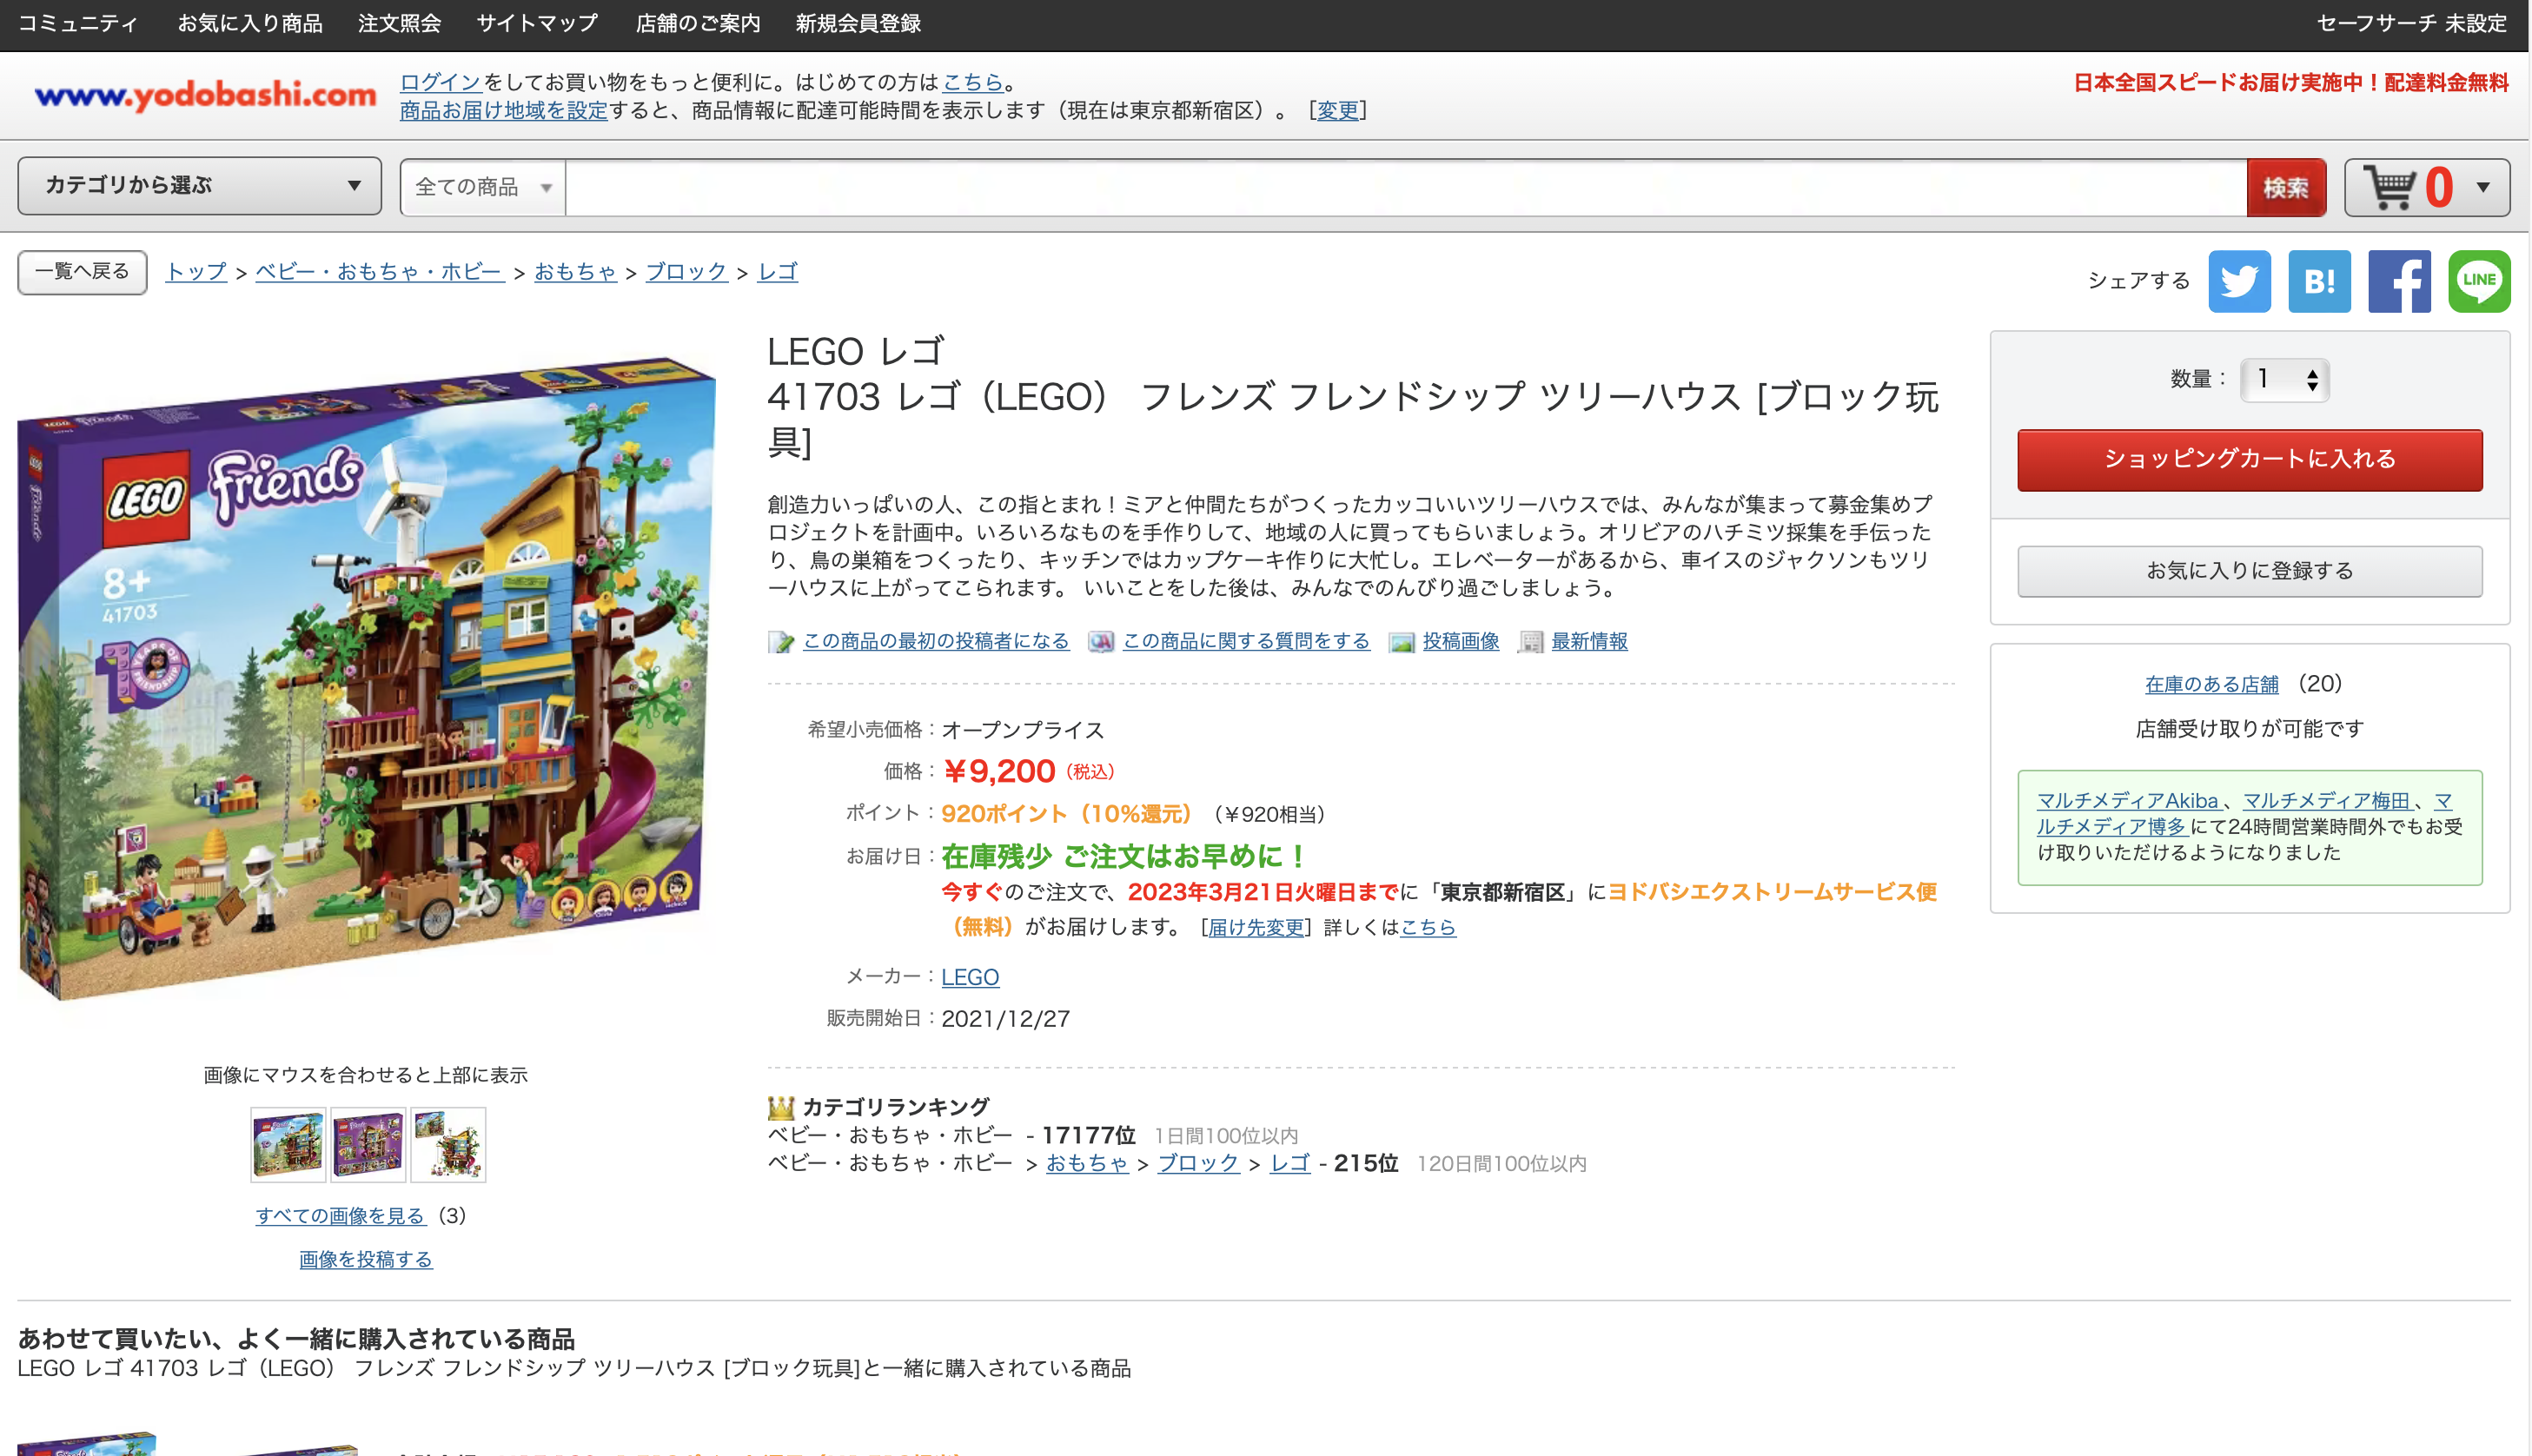 コミュニティ お気に入り商品 注文照会 サイトマップ 店舗のご案内 新規会員登録 セーフサーチ 未設定
www.yodobashi.com
ログインをしてお買い物をもっと便利に。はじめての方はこちら。
商品お届け地域を設定すると、商品情報に配達可能時間を表示します（現在は東京都新宿区）。［変更］
日本全国スピードお届け実施中！配達料金無料
カテゴリから選ぶ ▼ 全ての商品 ▼ 検索 0 ▼
一覧へ戻る トップ > ベビー・おもちゃ・ホビー > おもちゃ > ブロック > レゴ
シェアする B! f LINE
LEGO Friends
8+
41703
10 YEARS OF FRIENDSHIP
画像にマウスを合わせると上部に表示
すべての画像を見る（3）
画像を投稿する
LEGO レゴ
41703 レゴ（LEGO） フレンズ フレンドシップ ツリーハウス [ブロック玩
具]
創造力いっぱいの人、この指とまれ！ミアと仲間たちがつくったカッコいいツリーハウスでは、みんなが集まって募金集めプ
ロジェクトを計画中。いろいろなものを手作りして、地域の人に買ってもらいましょう。オリビアのハチミツ採集を手伝った
り、鳥の巣箱をつくったり、キッチンではカップケーキ作りに大忙し。エレベーターがあるから、車イスのジャクソンもツリ
ーハウスに上がってこられます。 いいことをした後は、みんなでのんびり過ごしましょう。
この商品の最初の投稿者になる この商品に関する質問をする 投稿画像 最新情報
希望小売価格：オープンプライス
価格：￥9,200（税込）
ポイント：920ポイント（10％還元）（￥920相当）
お届け日：在庫残少 ご注文はお早めに！
今すぐのご注文で、2023年3月21日火曜日までに「東京都新宿区」にヨドバシエクストリームサービス便
（無料）がお届けします。［届け先変更］詳しくはこちら
メーカー：LEGO
販売開始日：2021/12/27
カテゴリランキング
ベビー・おもちゃ・ホビー - 17177位 1日間100位以内
ベビー・おもちゃ・ホビー > おもちゃ > ブロック > レゴ - 215位 120日間100位以内
数量： 1
ショッピングカートに入れる
お気に入りに登録する
在庫のある店舗 （20）
店舗受け取りが可能です
マルチメディアAkiba、マルチメディア梅田、マ
ルチメディア博多にて24時間営業時間外でもお受
け取りいただけるようになりました
あわせて買いたい、よく一緒に購入されている商品
LEGO レゴ 41703 レゴ（LEGO） フレンズ フレンドシップ ツリーハウス [ブロック玩具]と一緒に購入されている商品